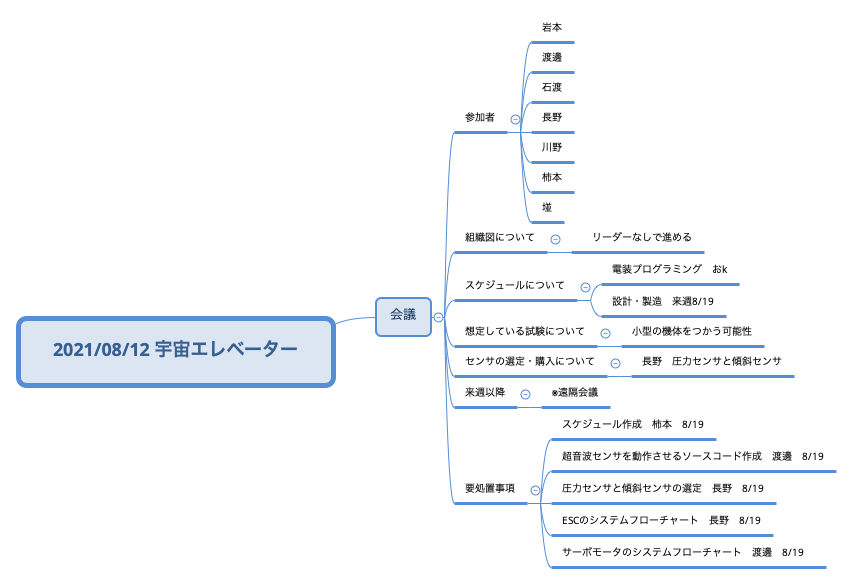 2021/08/12 宇宙エレベーター
会議
参加者
岩本
渡邊
石渡
長野
川野
柿本
墐
組織図について
リーダーなしで進める
スケジュールについて
電装プログラミング　おk
設計・製造　来週8/19
想定している試験について
小型の機体をつかう可能性
センサの選定・購入について
長野　圧力センサと傾斜センサ
来週以降
※遠隔会議
要処置事項
スケジュール作成　柿本　8/19
超音波センサを動作させるソースコード作成　渡邊　8/19
圧力センサと傾斜センサの選定　長野　8/19
ESCのシステムフローチャート　長野　8/19
サーボモータのシステムフローチャート　渡邊　8/19